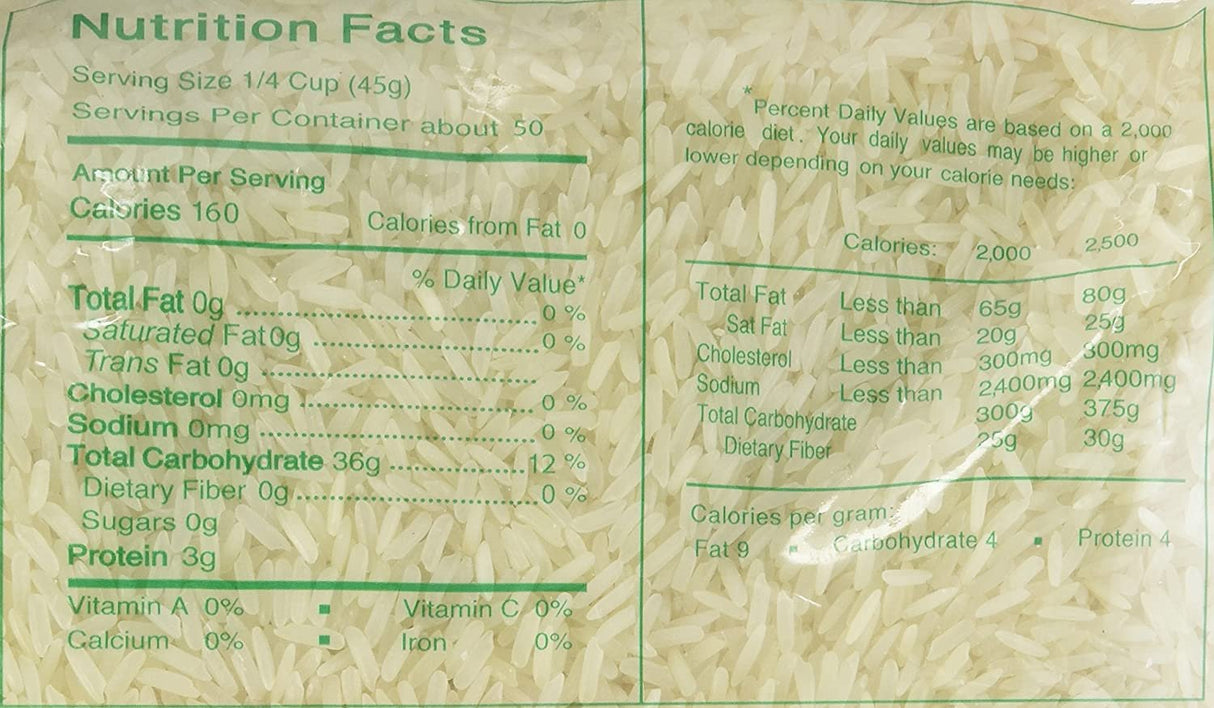 Nutrition Facts
Serving Size 1/4 Cup (45g)
Servings Per Container about 50
Amount Per Serving
Calories 160 Calories from Fat 0
% Daily Value*
Total Fat 0g 0 %
Saturated Fat 0g 0 %
Trans Fat 0g
Cholesterol 0mg 0 %
Sodium 0mg 0 %
Total Carbohydrate 36g 12 %
Dietary Fiber 0g 0 %
Sugars 0g
Protein 3g
Vitamin A 0% ■ Vitamin C 0%
Calcium 0% ■ Iron 0%
* Percent Daily Values are based on a 2,000
calorie diet. Your daily values may be higher or
lower depending on your calorie needs:
Calories: 2,000 2,500
Total Fat Less than 65g 80g
Sat Fat Less than 20g 25g
Cholesterol Less than 300mg 300mg
Sodium Less than 2,400mg 2,400mg
Total Carbohydrate 300g 375g
Dietary Fiber 25g 30g
Calories per gram:
Fat 9 ■ Carbohydrate 4 ■ Protein 4